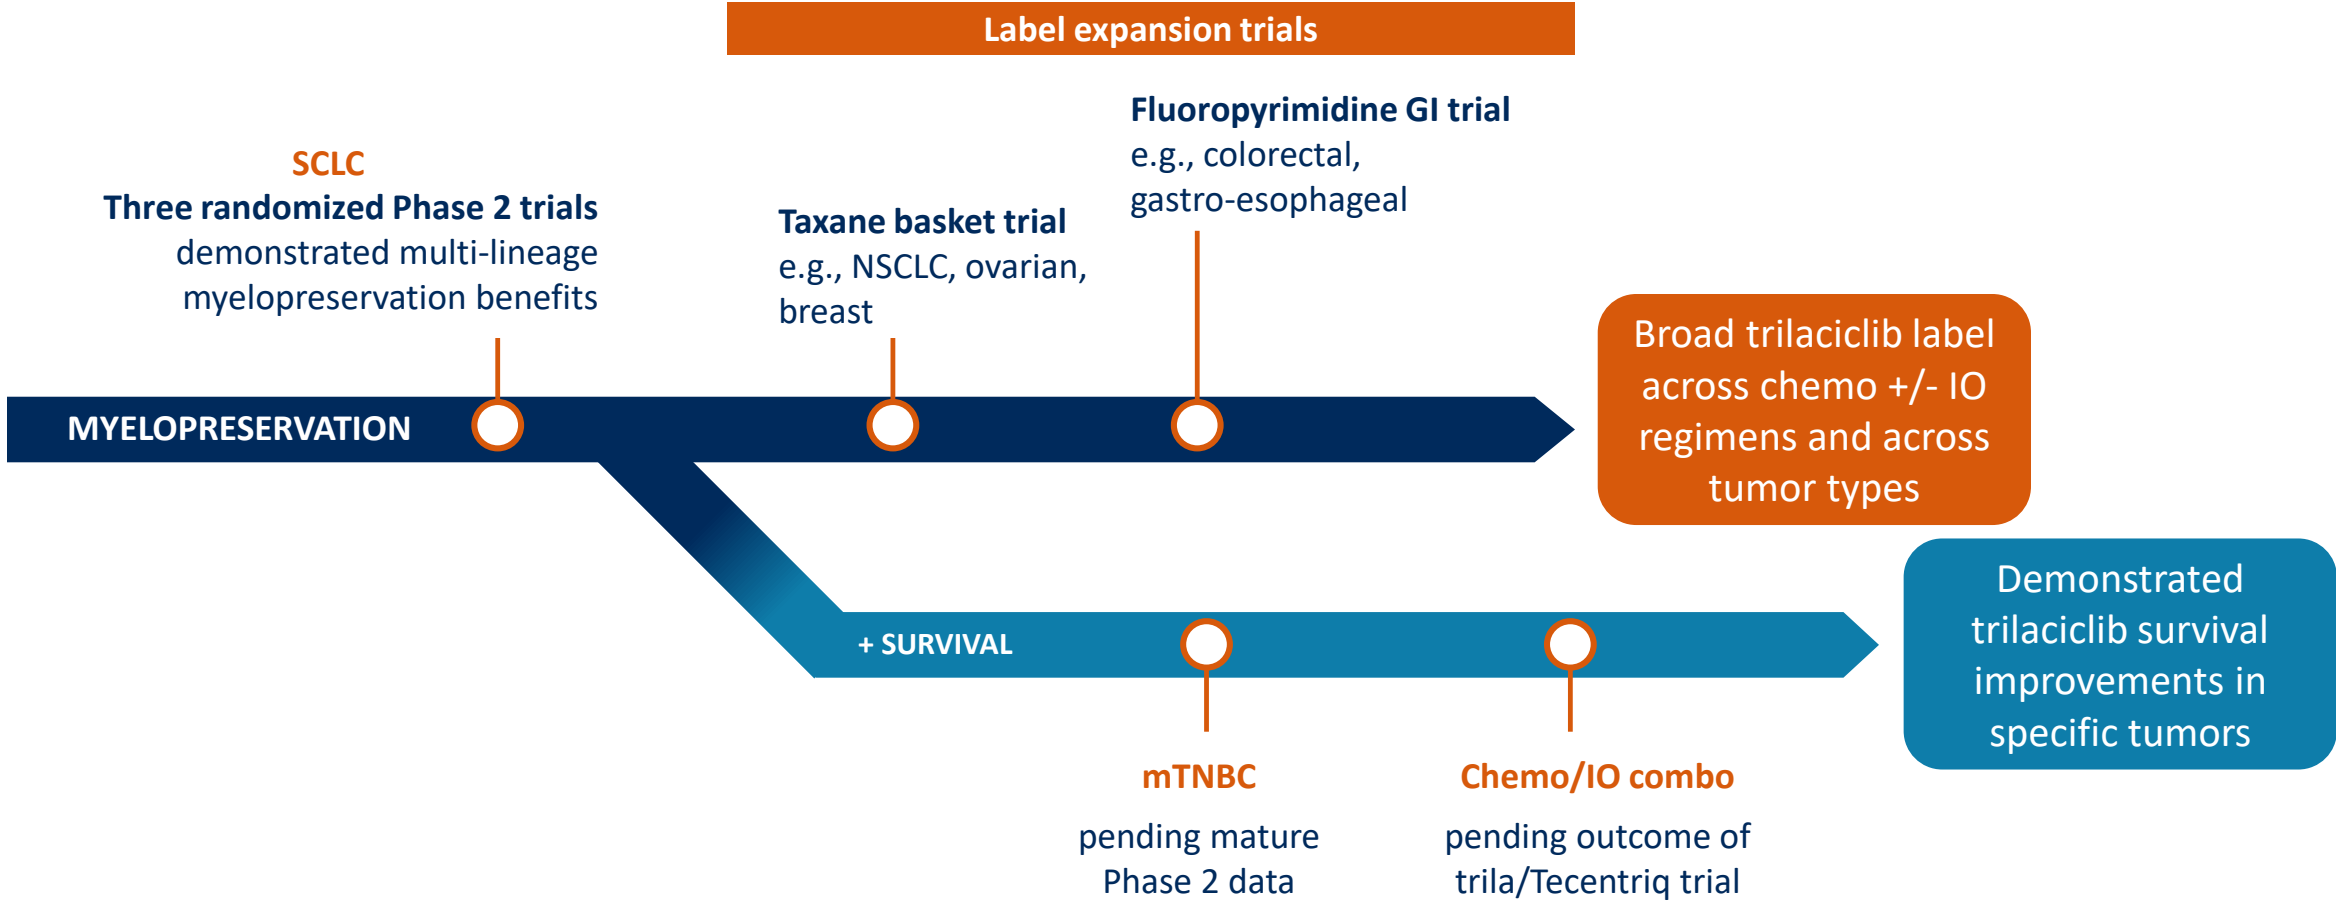 Label expansion trials
SCLC
Three randomized Phase 2 trials
demonstrated multi-lineage
myelopreservation benefits
Taxane basket trial
e.g., NSCLC, ovarian,
breast
Fluoropyrimidine GI trial
e.g., colorectal,
gastro-esophageal
MYELOPRESERVATION
Broad trilaciclib label
across chemo +/- IO
regimens and across
tumor types
+ SURVIVAL
Demonstrated
trilaciclib survival
improvements in
specific tumors
mTNBC
pending mature
Phase 2 data
Chemo/IO combo
pending outcome of
trila/Tecentriq trial